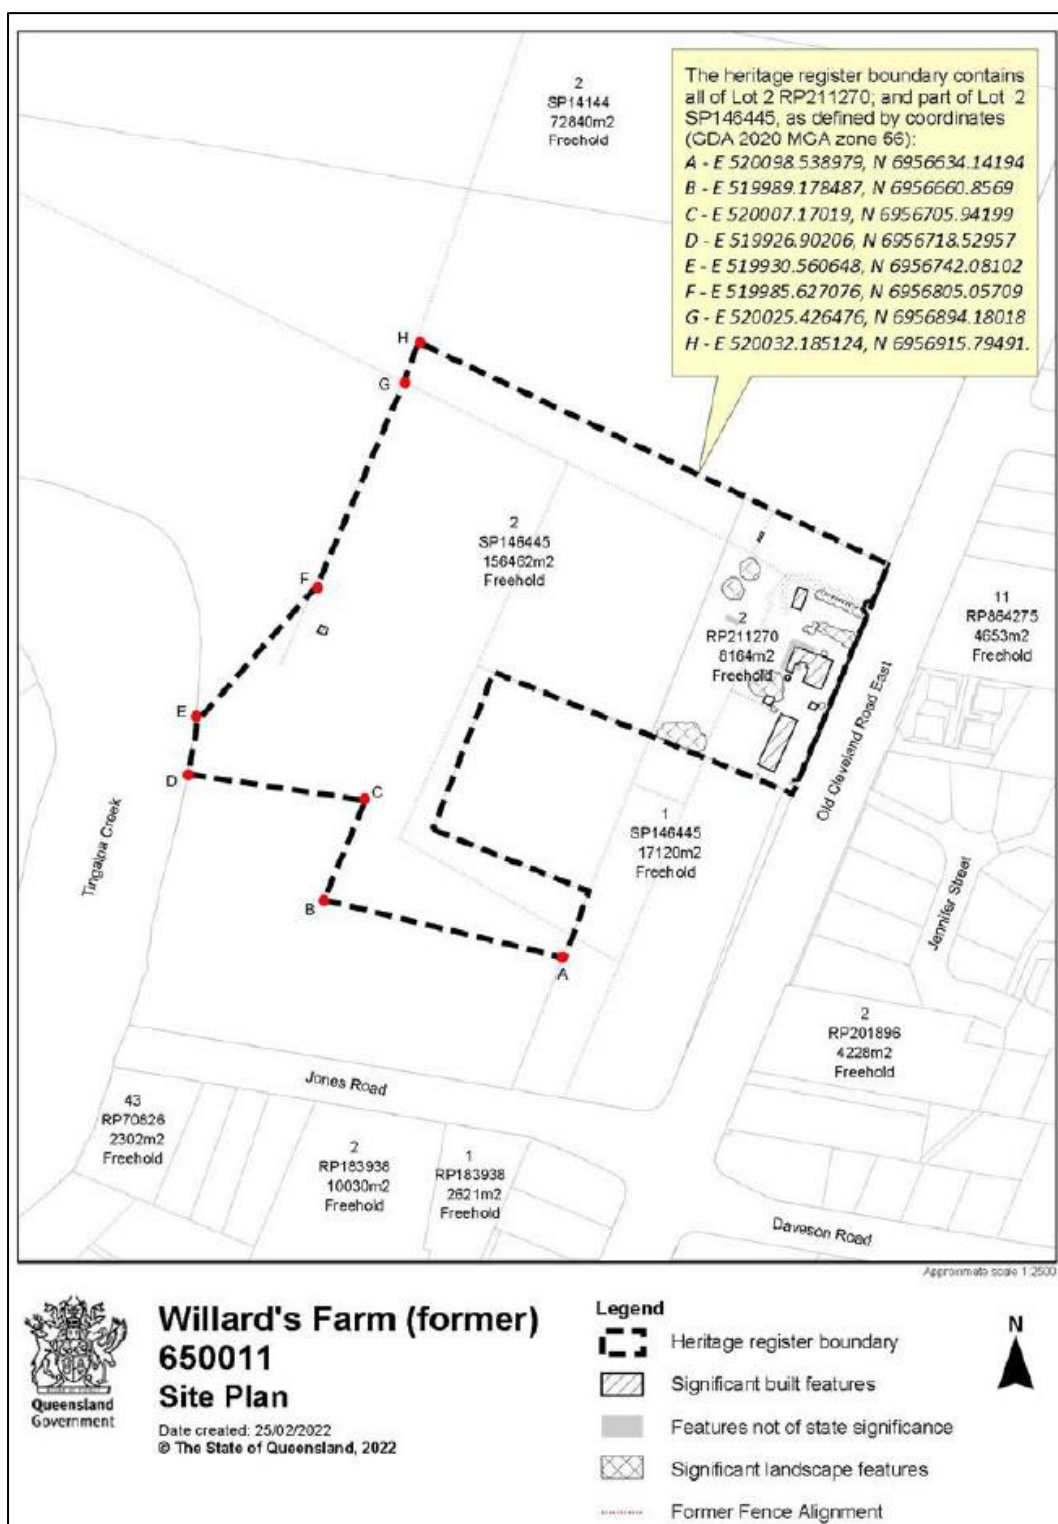 2
SP14144
72840m2
Freehold
The heritage register boundary contains
all of Lot 2 RP211270; and part of Lot 2
SP146445, as defined by coordinates
(GDA 2020 MGA zone 56):
A - E 520098.538979, N 6956634.14194
B - E 519989.178487, N 6956660.8569
C - E 520007.17019, N 6956705.94199
D - E 519926.90206, N 6956718.52957
E - E 519930.560648, N 6956742.08102
F - E 519985.627076, N 6956805.05709
G - E 520025.426476, N 6956894.18018
H - E 520032.185124, N 6956915.79491.
H
G
2
SP146445
156462m2
Freehold
F
11
RP884275
4653m2
Freehold
2
RP211270
8164m2
Freehold
E
D
C
Old Cleveland Road East
1
SP146445
17120m2
Freehold
Tingalpa Creek
B
A
Jennifer Street
2
RP201896
4228m2
Freehold
Jones Road
43
RP70826
2302m2
Freehold
2
RP183938
10030m2
Freehold
1
RP183938
2621m2
Freehold
Daveson Road
Approximate scale 1:2500
Queensland
Government
Willard's Farm (former)
650011
Site Plan
Date created: 25/02/2022
© The State of Queensland, 2022
Legend
Heritage register boundary
Significant built features
Features not of state significance
Significant landscape features
Former Fence Alignment
N